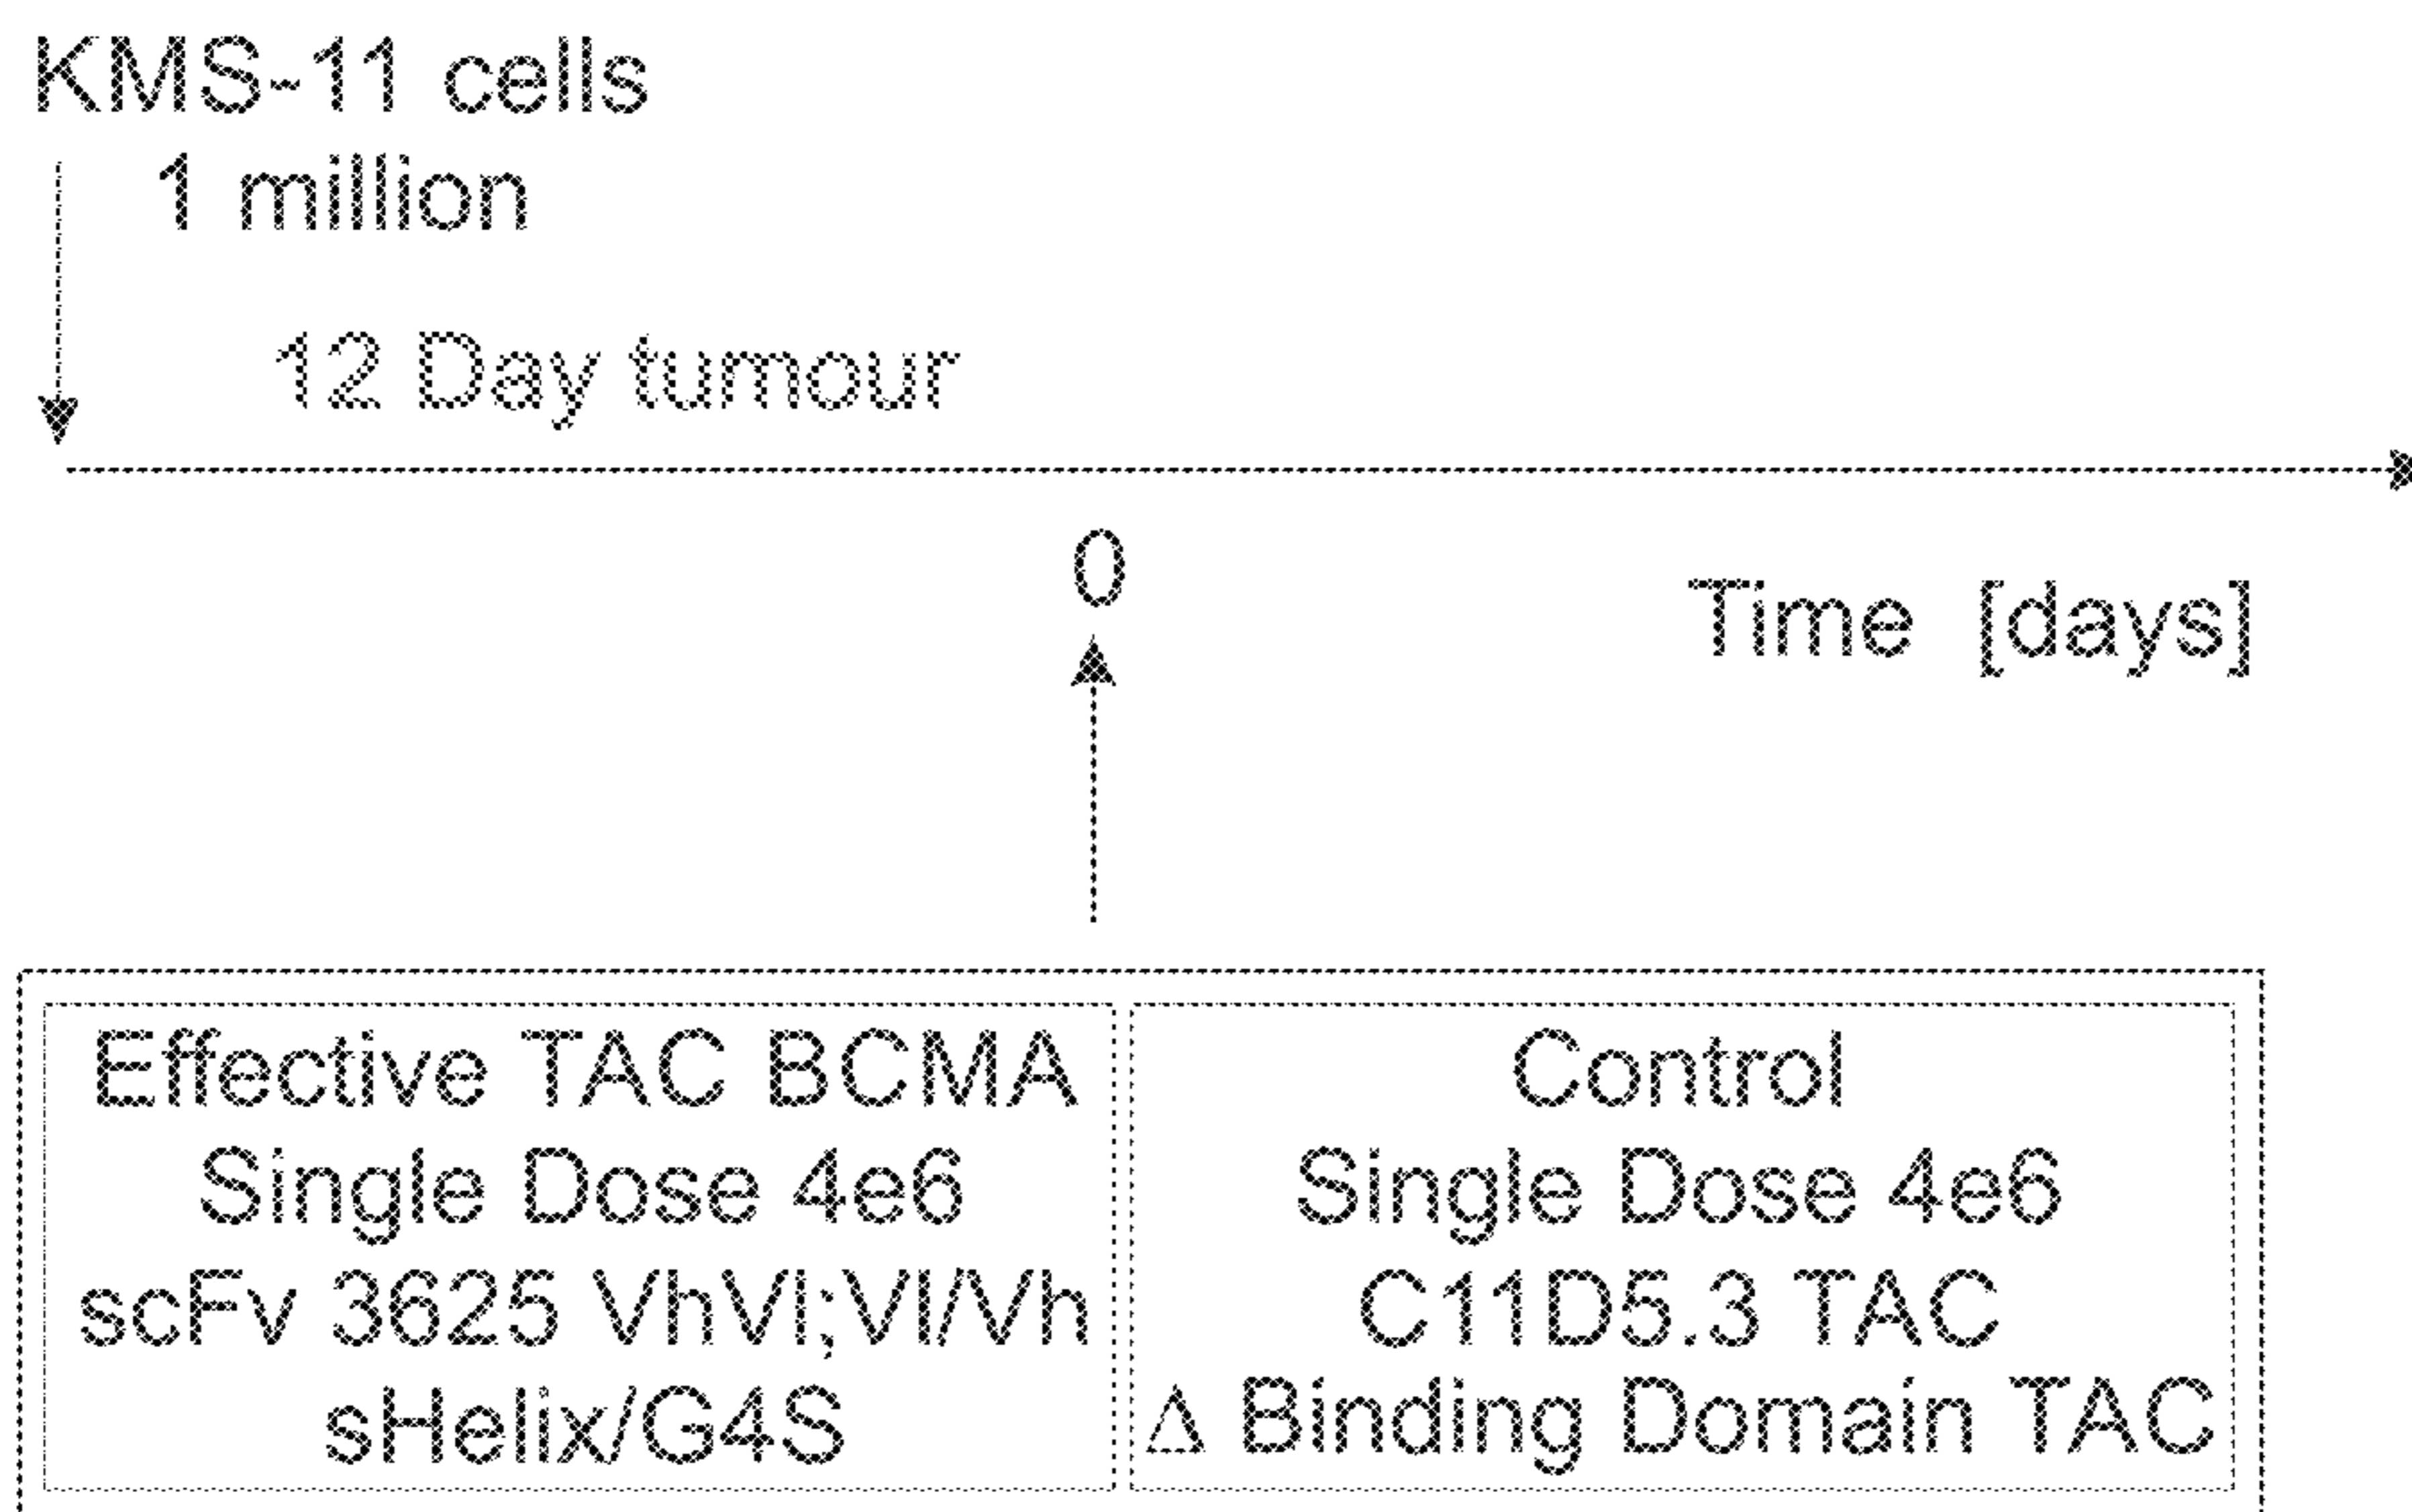 KMS-11 cells
1 million
12 Day tumour
0
Time [days]
Effective TAC BCMA
Single Dose 4e6
scFv 3625 VhVl;Vl/Vh
sHelix/G4S
Control
Single Dose 4e6
C11D5.3 TAC
Δ Binding Domain TAC